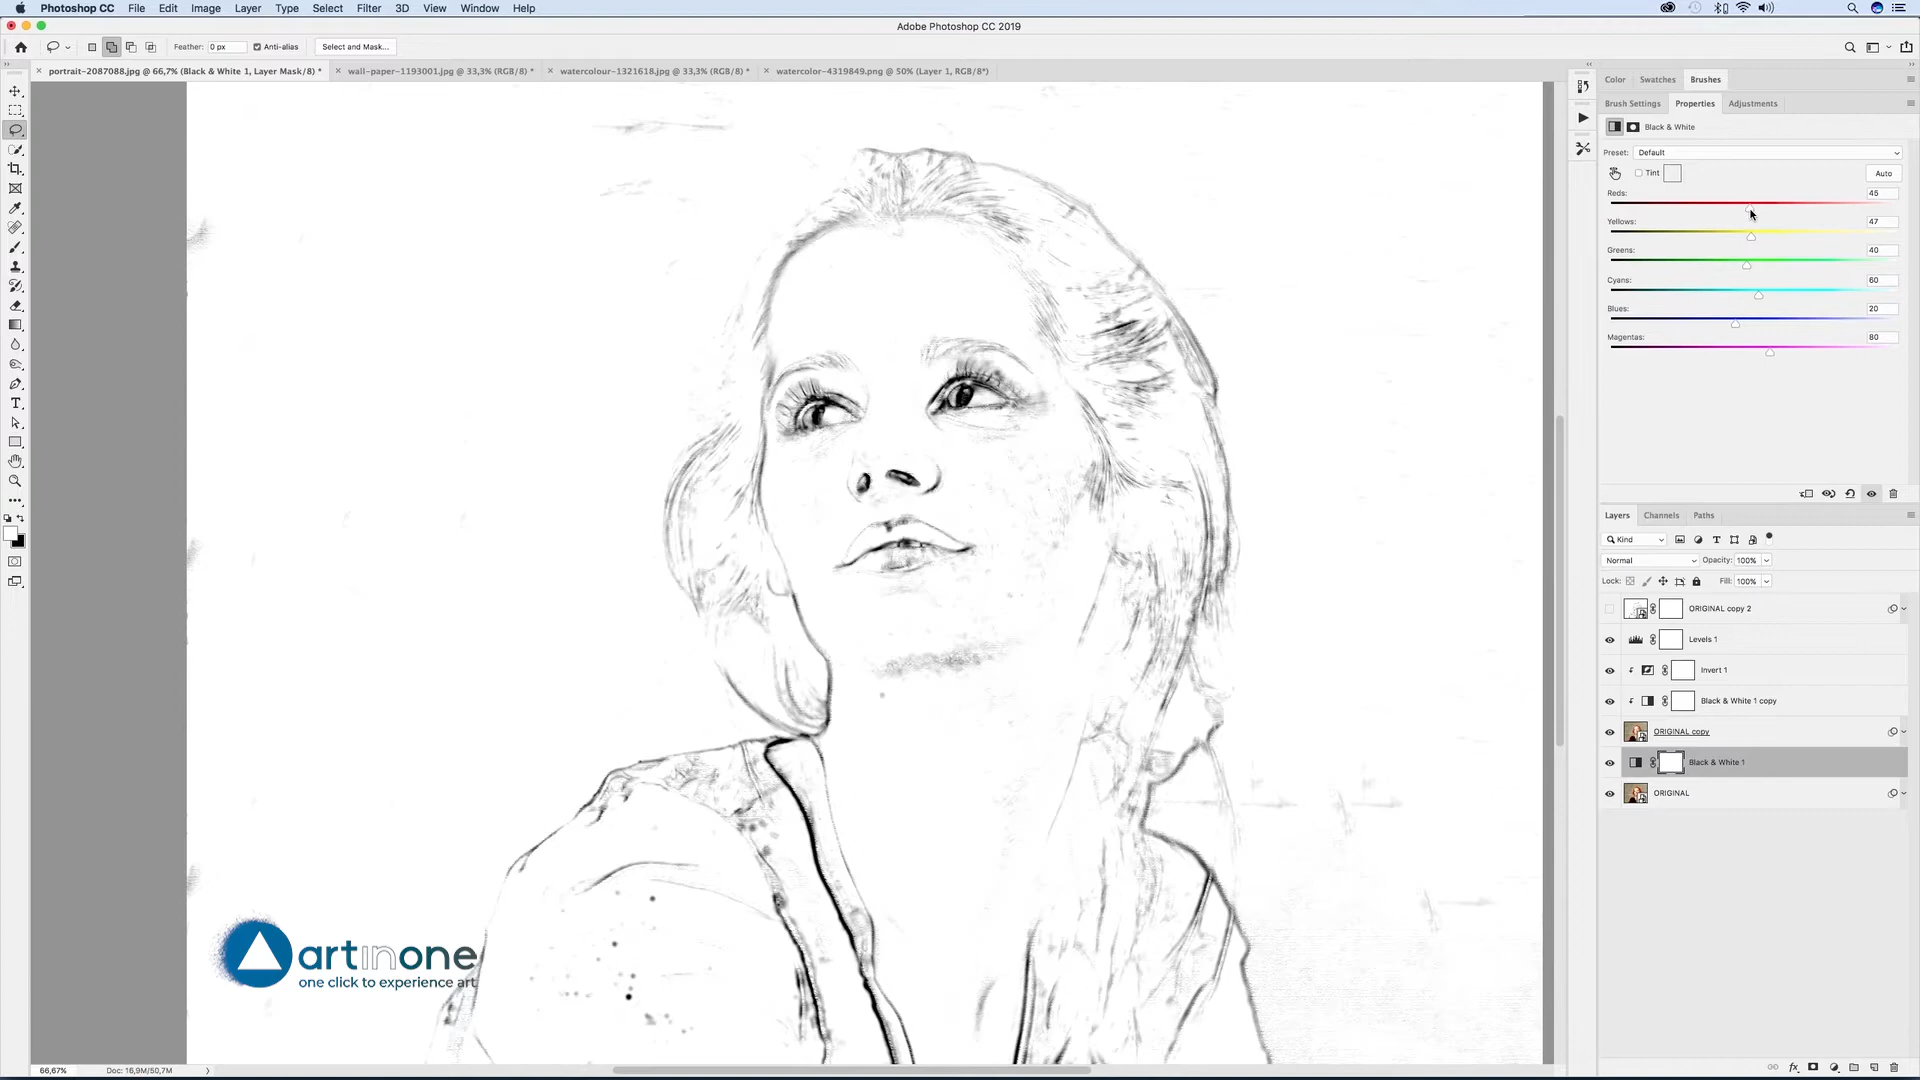 Photoshop CC File Edit Image Layer Type Select Filter 3D View Window Help
Adobe Photoshop CC 2019
Feather: 0 px Anti-alias Select and Mask...
portrait-2087088.jpg @ 66,7% (Black & White 1, Layer Mask/8) * wall-paper-1193001.jpg @ 33,3% (RGB/8) * watercolour-1321618.jpg @ 33,3% (RGB/8) * watercolor-4319849.png @ 50% (Layer 1, RGB/8*)
Color Swatches Brushes
Brush Settings Properties Adjustments
Black & White
Preset: Default
Tint Auto
Reds: 45
Yellows: 47
Greens: 40
Cyans: 60
Blues: 20
Magentas: 80
Layers Channels Paths
Kind
Normal Opacity: 100%
Lock: Fill: 100%
ORIGINAL copy 2
Levels 1
Invert 1
Black & White 1 copy
ORIGINAL copy
Black & White 1
ORIGINAL
artinone
one click to experience art
66,67% Doc: 16,9M/50,7M